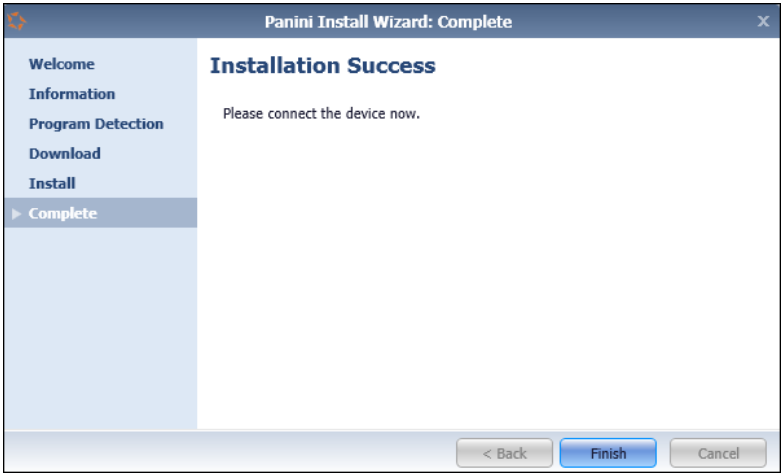 Panini Install Wizard: Complete
x
Welcome
Information
Program Detection
Download
Install
Complete
Installation Success
Please connect the device now.
< Back
Finish
Cancel